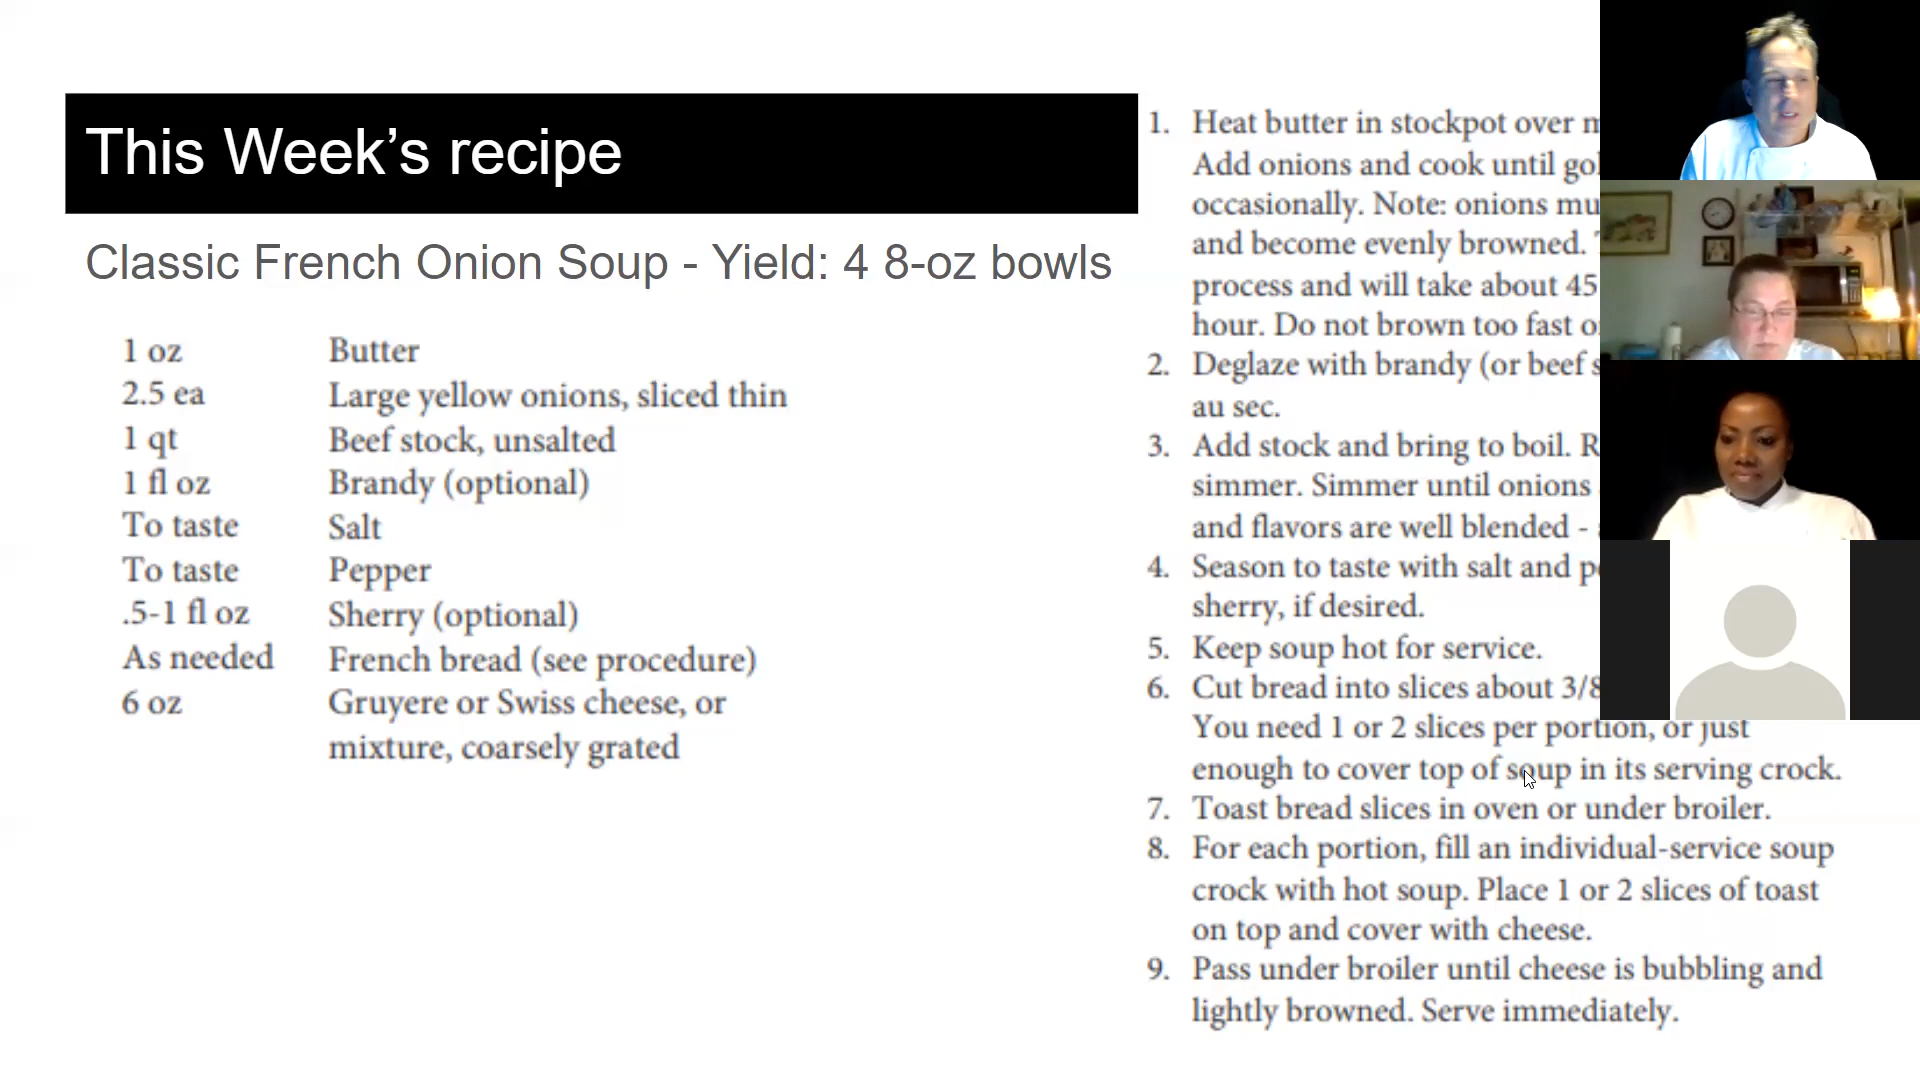 This Week’s recipe
Classic French Onion Soup - Yield: 4 8-oz bowls
1 oz Butter
2.5 ea Large yellow onions, sliced thin
1 qt Beef stock, unsalted
1 fl oz Brandy (optional)
To taste Salt
To taste Pepper
.5-1 fl oz Sherry (optional)
As needed French bread (see procedure)
6 oz Gruyere or Swiss cheese, or
mixture, coarsely grated
1. Heat butter in stockpot over
Add onions and cook until
occasionally. Note: onions
and become evenly browned.
process and will take about 45
hour. Do not brown too fast
2. Deglaze with brandy (or beef
au sec.
3. Add stock and bring to boil.
simmer. Simmer until onions
and flavors are well blended -
4. Season to taste with salt and
sherry, if desired.
5. Keep soup hot for service.
6. Cut bread into slices about 3/8
You need 1 or 2 slices per portion, or just
enough to cover top of soup in its serving crock.
7. Toast bread slices in oven or under broiler.
8. For each portion, fill an individual-service soup
crock with hot soup. Place 1 or 2 slices of toast
on top and cover with cheese.
9. Pass under broiler until cheese is bubbling and
lightly browned. Serve immediately.